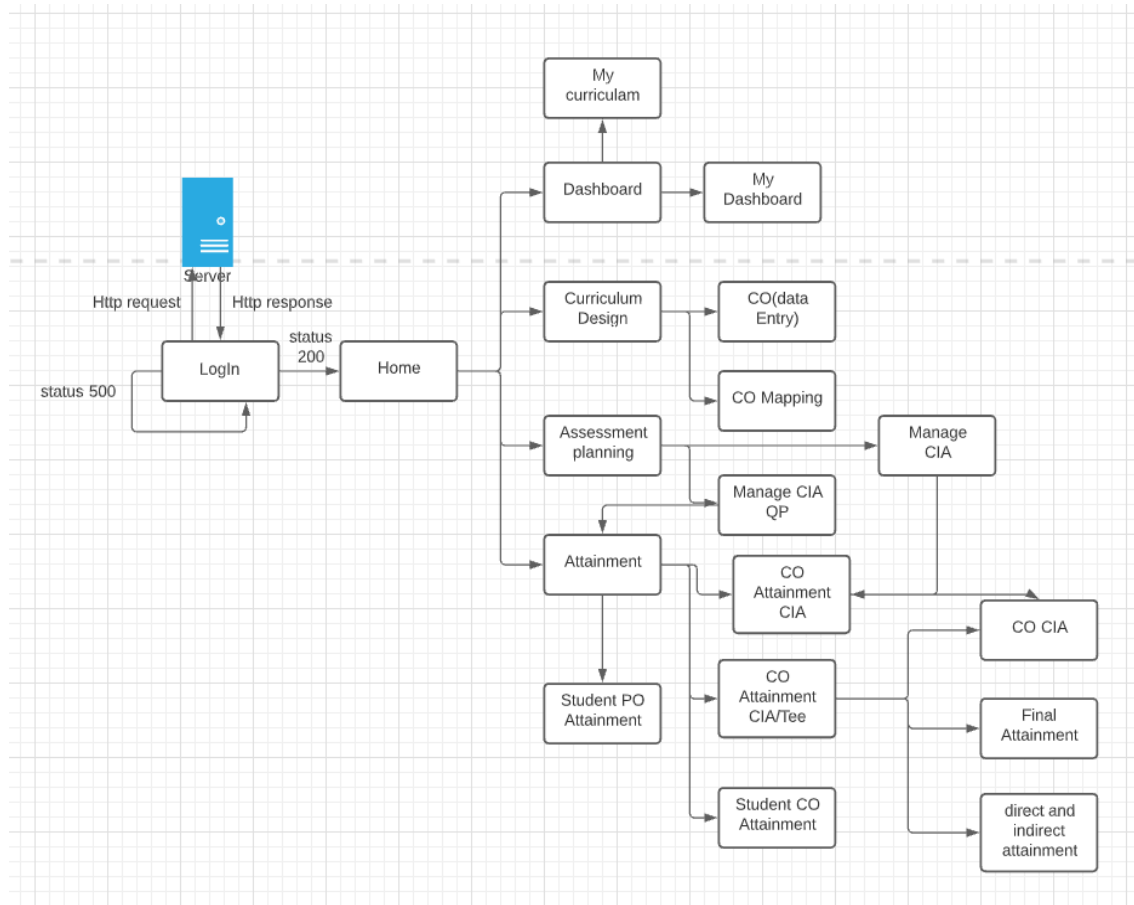 My
curriculam
Dashboard
My
Dashboard
Server
Http request
Http response
Curriculum
Design
CO(data
Entry)
status
200
LogIn
Home
status 500
CO Mapping
Assessment
planning
Manage
CIA
Manage CIA
QP
Attainment
CO
Attainment
CIA
CO CIA
Student PO
Attainment
CO
Attainment
CIA/Tee
Final
Attainment
Student CO
Attainment
direct and
indirect
attainment